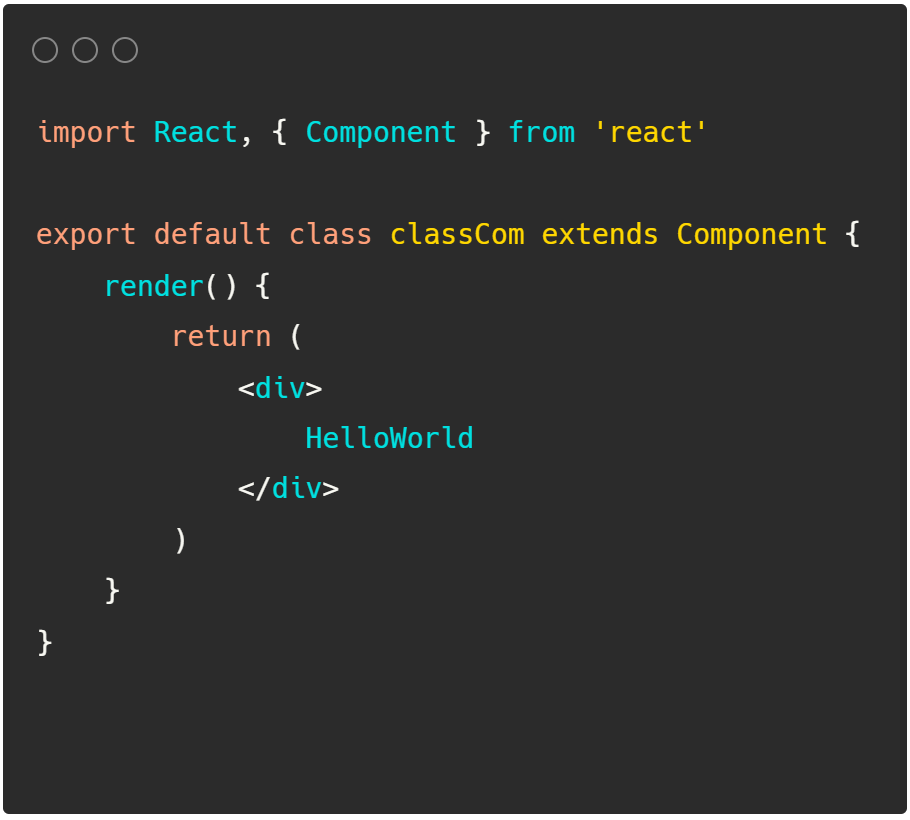 import React, { Component } from 'react'
export default class classCom extends Component {
    render() {
        return (
            <div>
                HelloWorld
            </div>
        )
    }
}